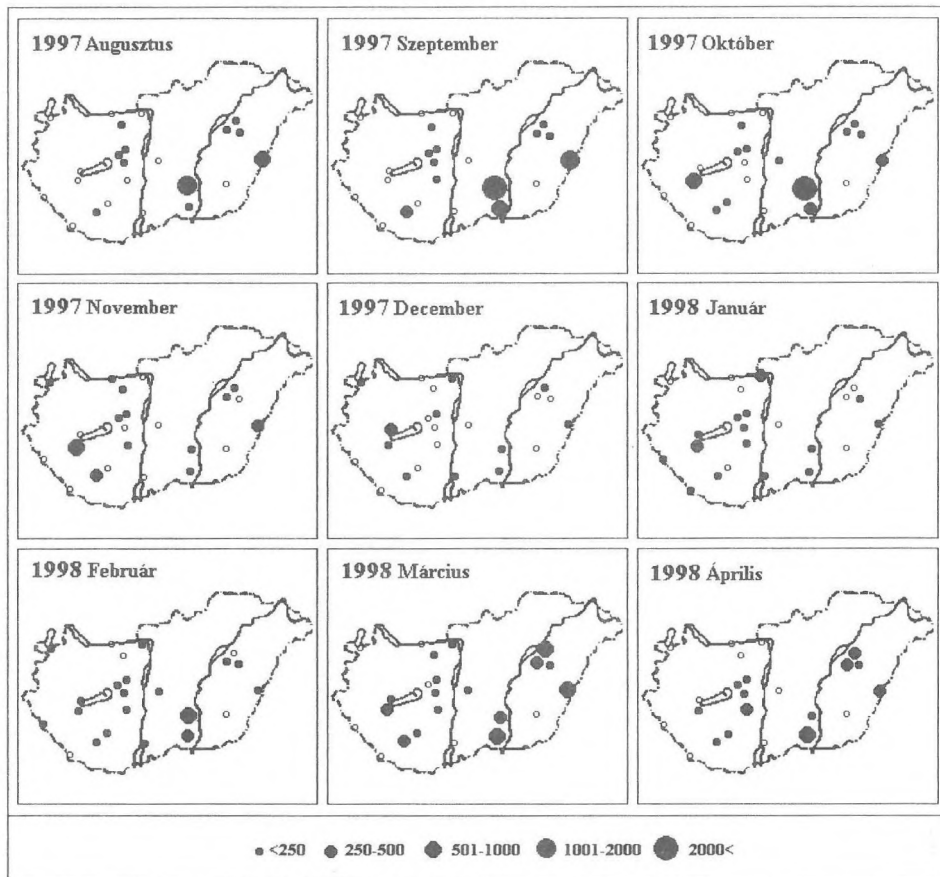 1997 Augusztus
1997 Szeptember
1997 Október
1997 November
1997 December
1998 Január
1998 Február
1998 Március
1998 Április
<250 250-500 501-1000 1001-2000 2000<